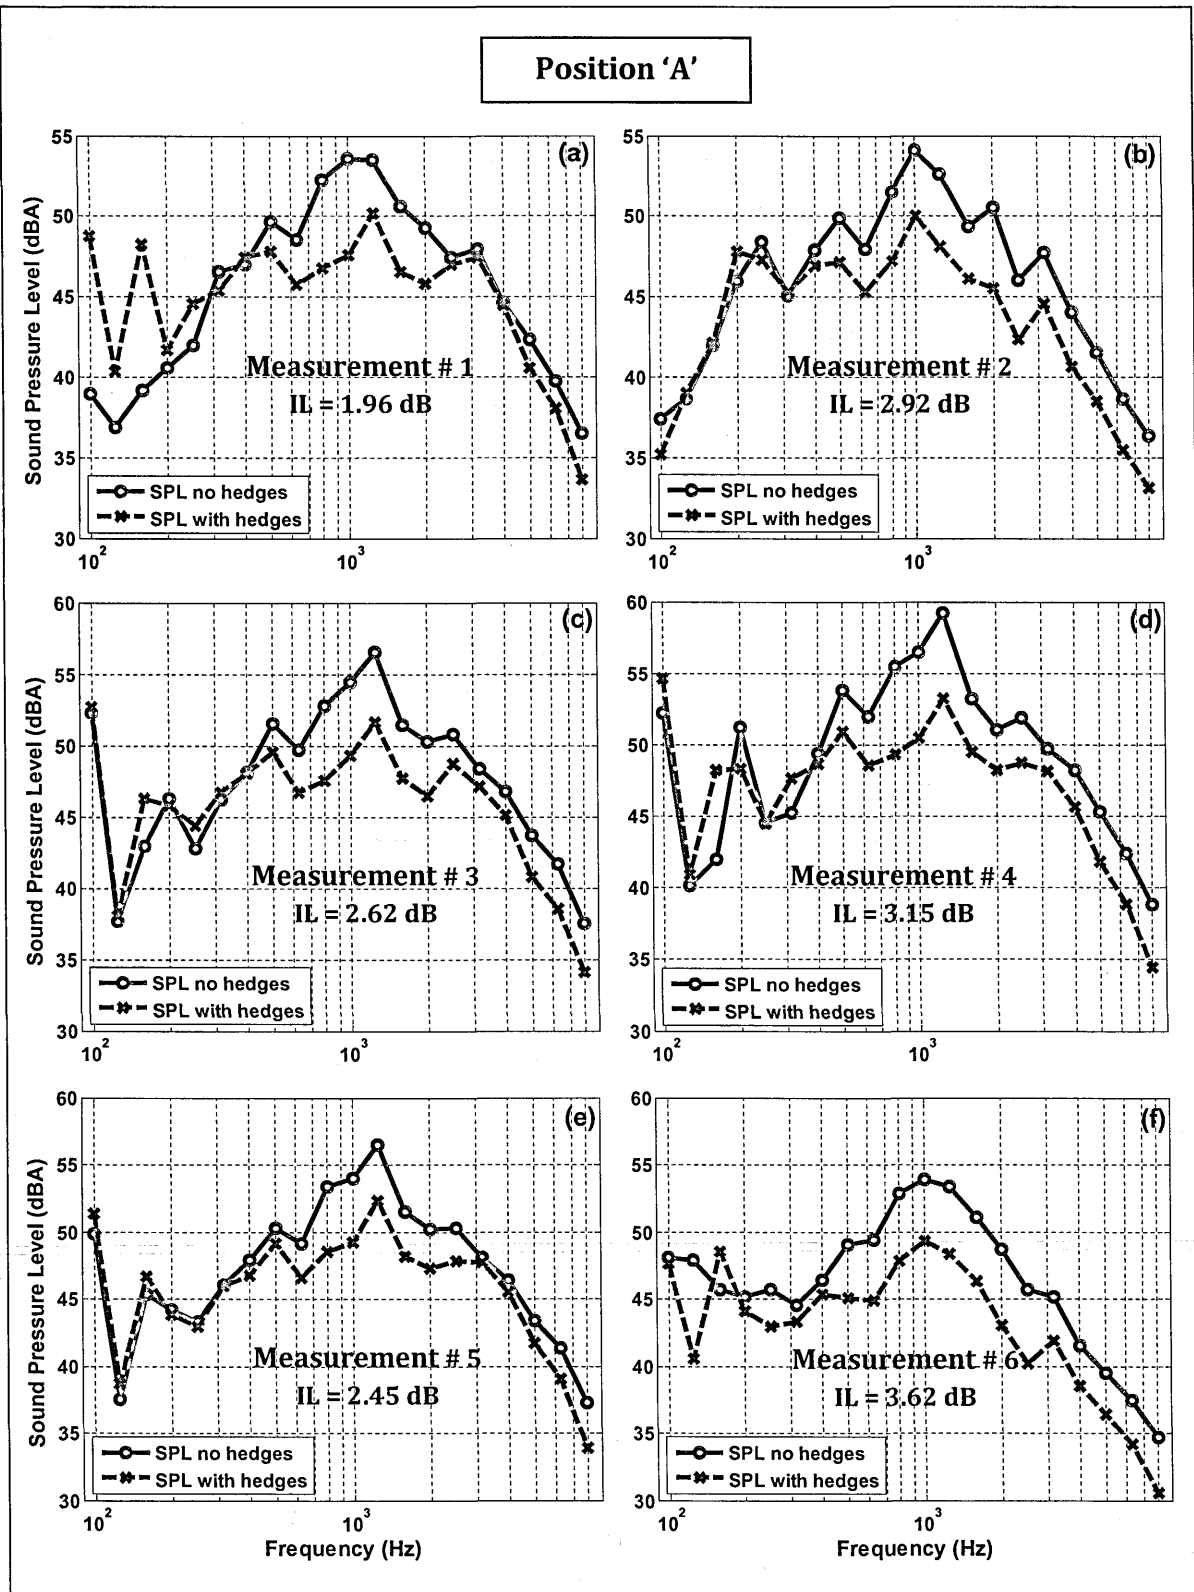 Position ‘A’
Sound Pressure Level (dBA)
55
50
45
40
35
30
(a)
Measurement # 1
IL = 1.96 dB
SPL no hedges
SPL with hedges
10²
10³
55
50
45
40
35
30
(b)
Measurement # 2
IL = 2.92 dB
SPL no hedges
SPL with hedges
10²
10³
Sound Pressure Level (dBA)
60
55
50
45
40
35
30
(c)
Measurement # 3
IL = 2.62 dB
SPL no hedges
SPL with hedges
10²
10³
60
55
50
45
40
35
30
(d)
Measurement # 4
IL = 3.15 dB
SPL no hedges
SPL with hedges
10²
10³
Sound Pressure Level (dBA)
60
55
50
45
40
35
30
(e)
Measurement # 5
IL = 2.45 dB
SPL no hedges
SPL with hedges
10²
10³
Frequency (Hz)
60
55
50
45
40
35
30
(f)
Measurement # 6
IL = 3.62 dB
SPL no hedges
SPL with hedges
10²
10³
Frequency (Hz)